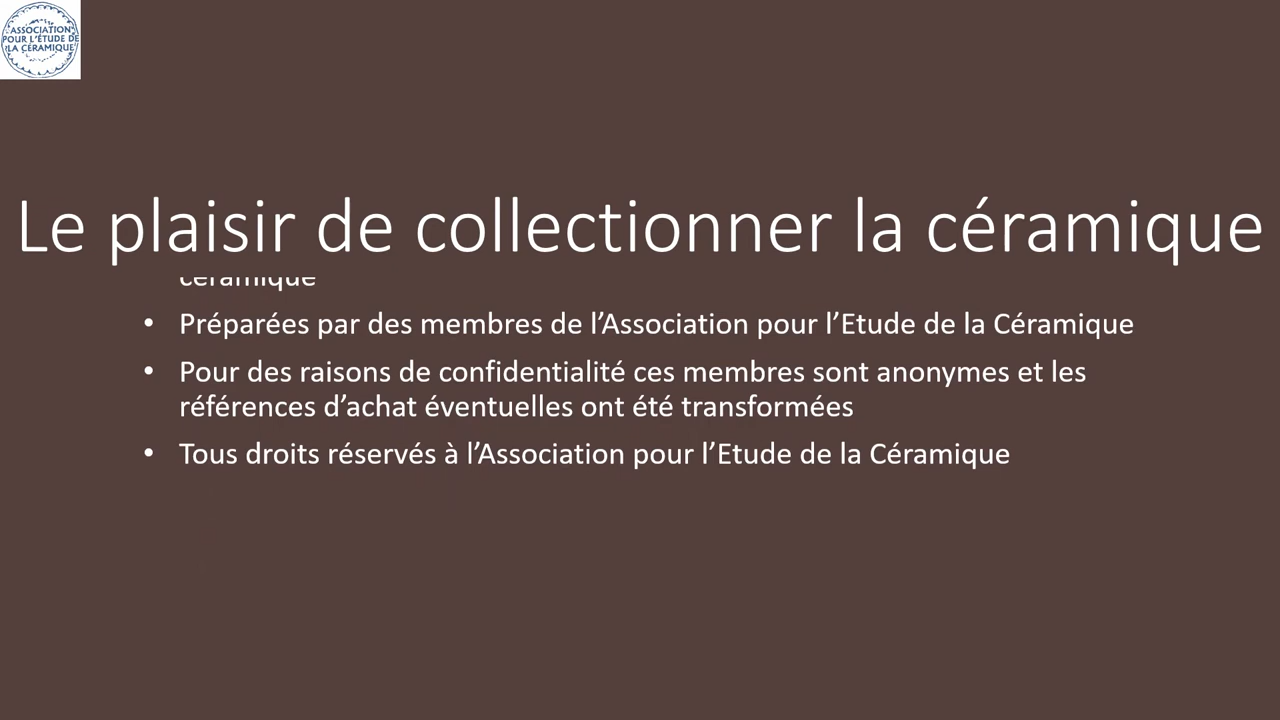 ASSOCIATION
POUR L'ÉTUDE DE
LA CÉRAMIQUE
Le plaisir de collectionner la céramique
céramique
• Préparées par des membres de l’Association pour l’Etude de la Céramique
• Pour des raisons de confidentialité ces membres sont anonymes et les
références d’achat éventuelles ont été transformées
• Tous droits réservés à l’Association pour l’Etude de la Céramique